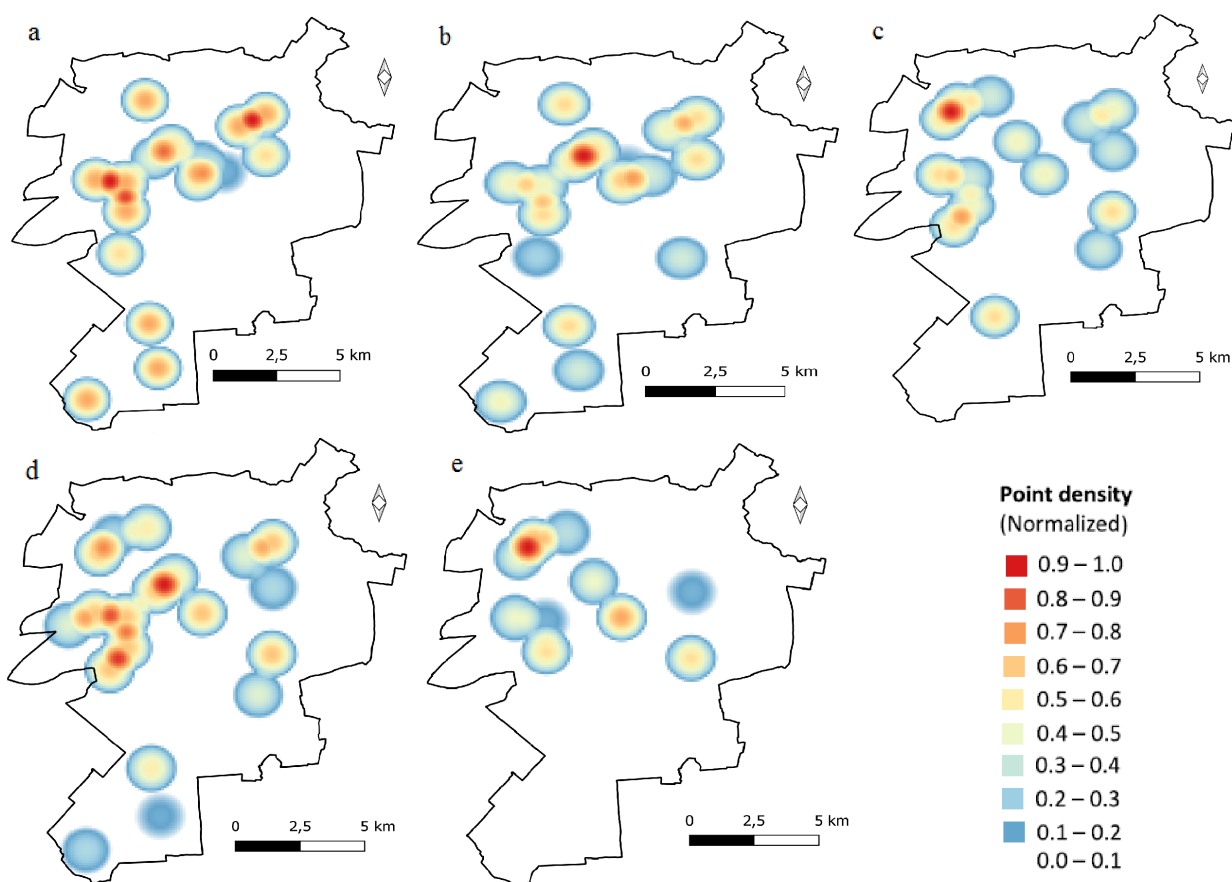 a
b
c
0 2,5 5 km
0 2,5 5 km
0 2,5 5 km
d
e
0 2,5 5 km
0 2,5 5 km
Point density
(Normalized)
0.9 – 1.0
0.8 – 0.9
0.7 – 0.8
0.6 – 0.7
0.5 – 0.6
0.4 – 0.5
0.3 – 0.4
0.2 – 0.3
0.1 – 0.2
0.0 – 0.1